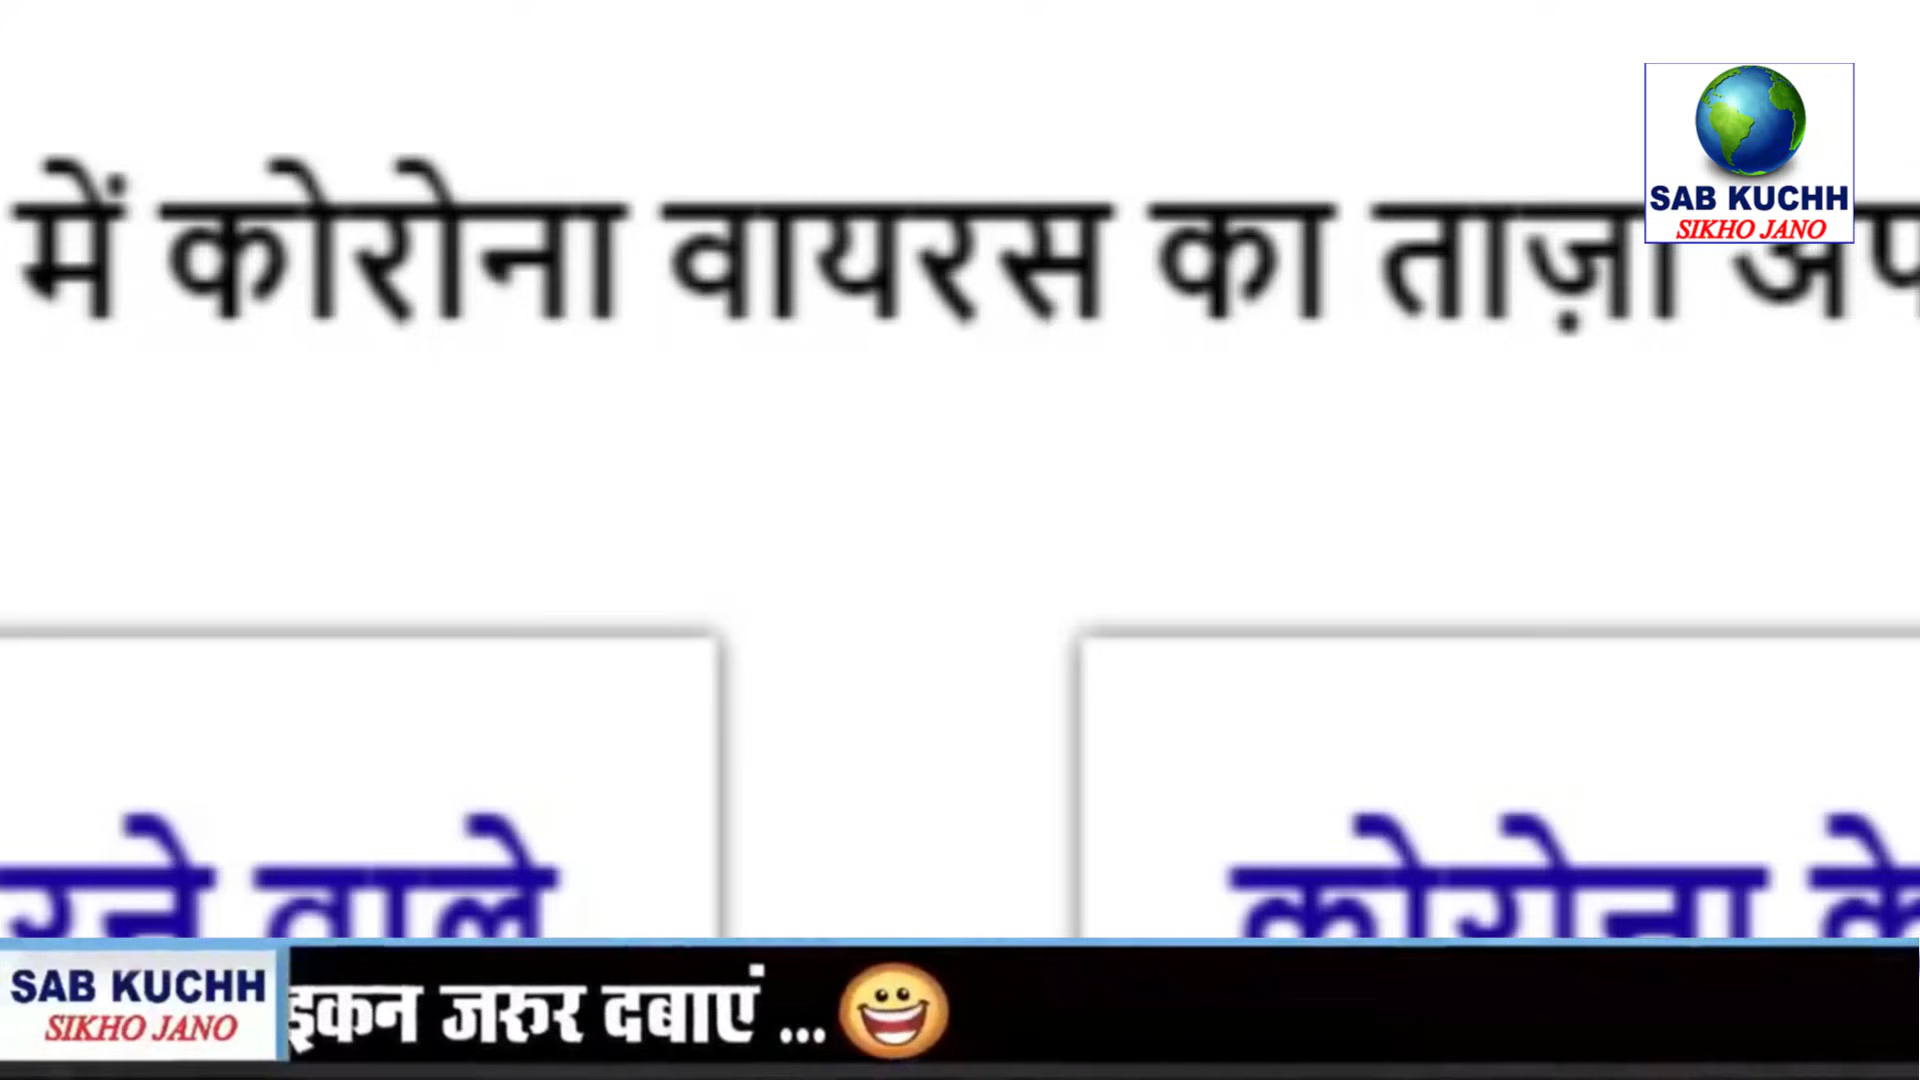 SAB KUCHH
SIKHO JANO
में कोरोना वायरस का ताज़ा
वाले
कोरोना के
SAB KUCHH
SIKHO JANO
इकन जरुर दबाएं ...